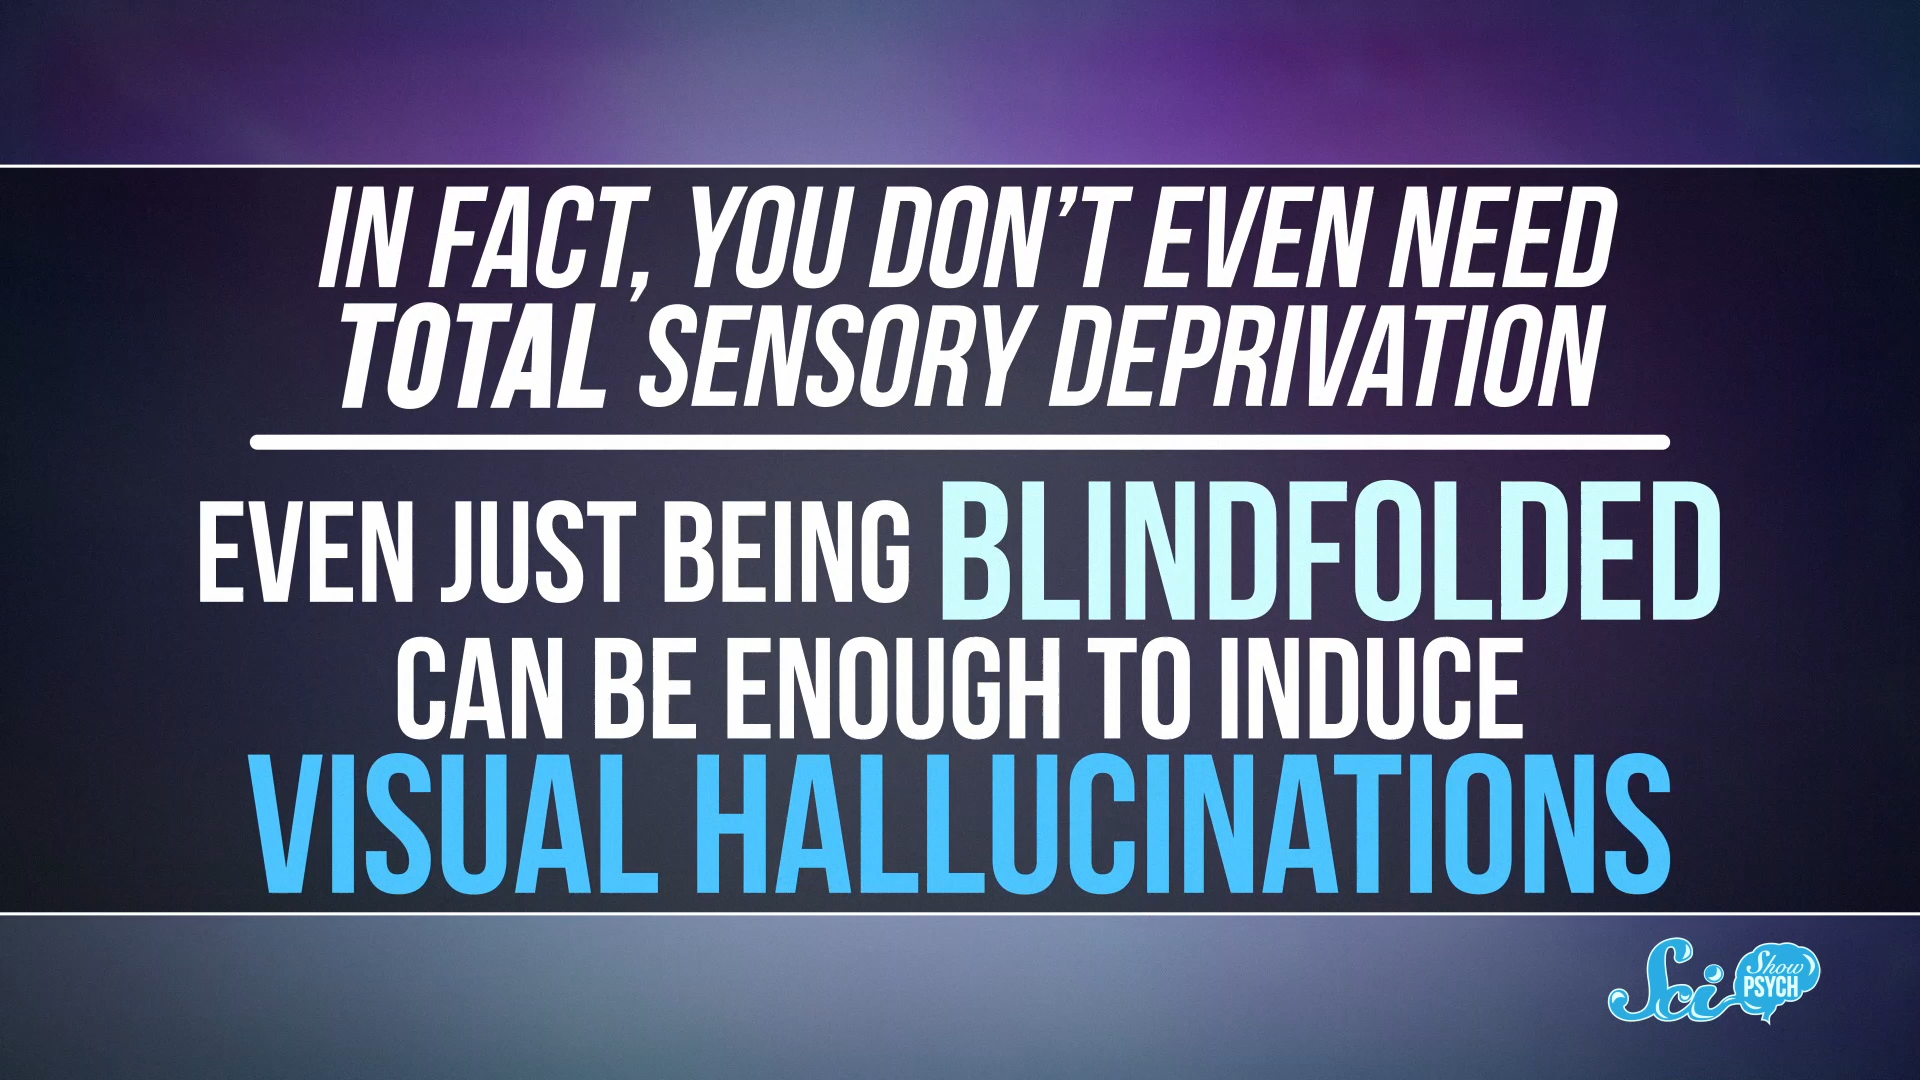 IN FACT, YOU DON'T EVEN NEED
TOTAL SENSORY DEPRIVATION
EVEN JUST BEING BLINDFOLDED
CAN BE ENOUGH TO INDUCE
VISUAL HALLUCINATIONS
Sci Show
PSYCH